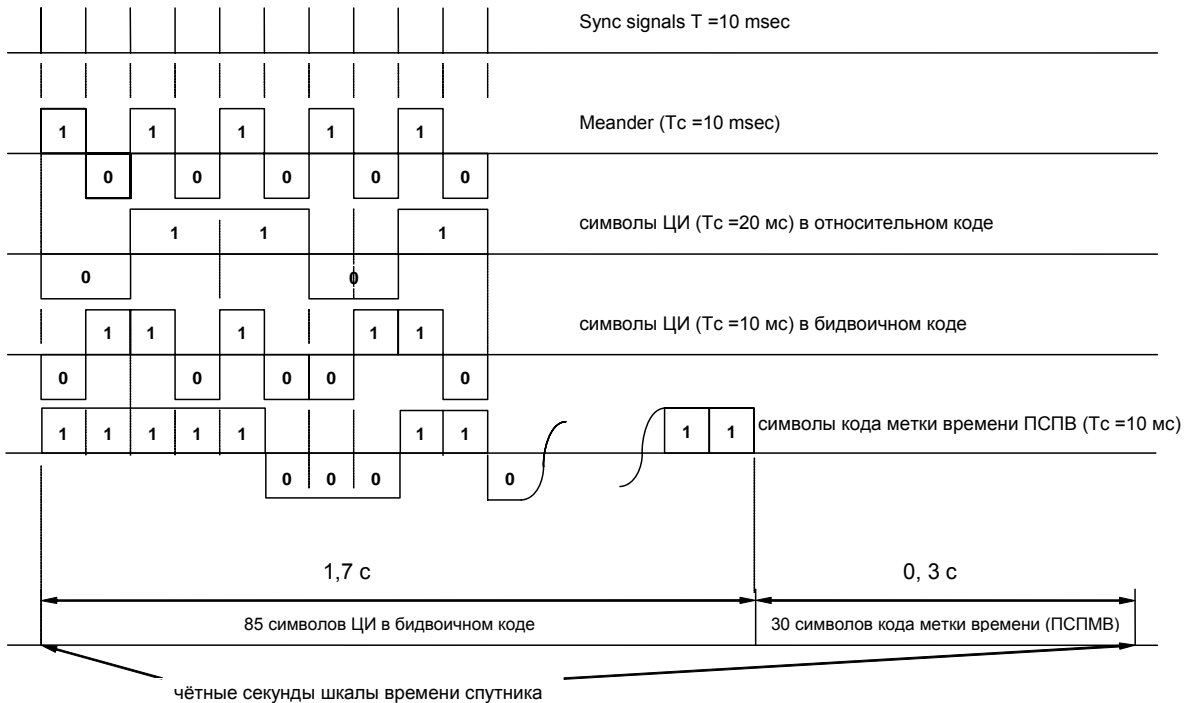 Sync signals T =10 msec
Meander (Tc =10 msec)
1 1 1 1 1
0 0 0 0 0
символы ЦИ (Тс =20 мс) в относительном коде
1 1 1
0 0
символы ЦИ (Тс =10 мс) в бидвоичном коде
1 1 1 1 1
0 0 0 0 0
символы кода метки времени ПСПВ (Тс =10 мс)
1 1 1 1 1 1 1 1 1
0 0 0 0
1,7 с 0, 3 с
85 символов ЦИ в бидвоичном коде 30 символов кода метки времени (ПСПМВ)
чётные секунды шкалы времени спутника